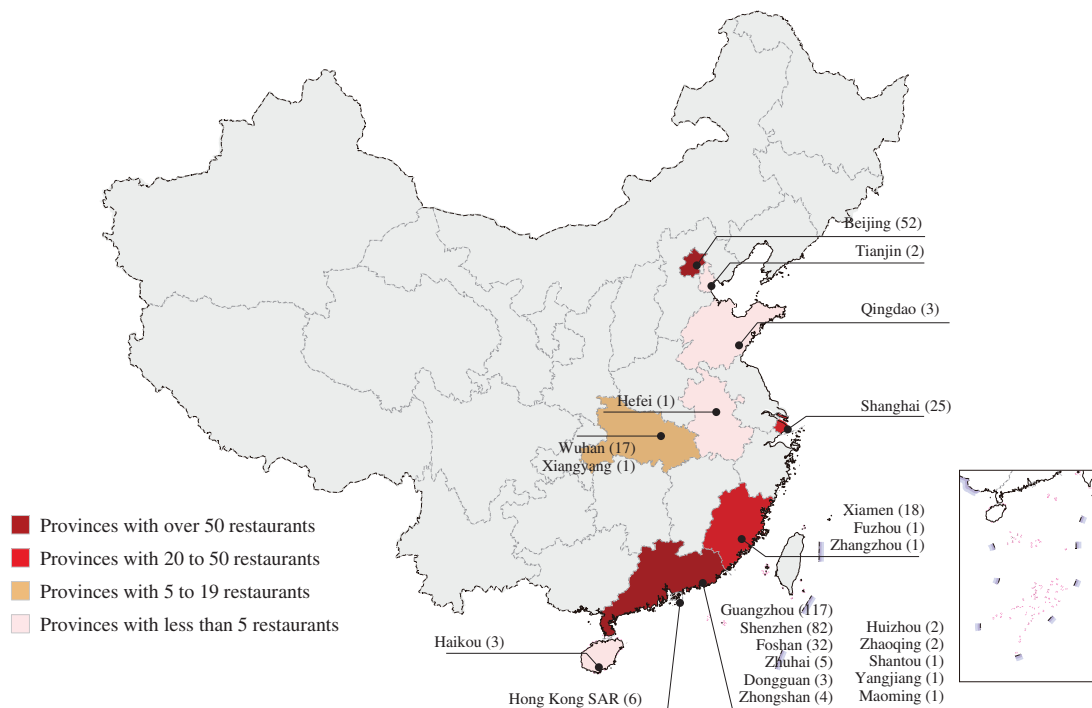 Beijing (52)
Tianjin (2)
Qingdao (3)
Hefei (1)
Shanghai (25)
Wuhan (17)
Xiangyang (1)
Xiamen (18)
Fuzhou (1)
Zhangzhou (1)
Provinces with over 50 restaurants
Provinces with 20 to 50 restaurants
Provinces with 5 to 19 restaurants
Provinces with less than 5 restaurants
Haikou (3)
Hong Kong SAR (6)
Guangzhou (117)
Shenzhen (82)
Foshan (32)
Zhuhai (5)
Dongguan (3)
Zhongshan (4)
Huizhou (2)
Zhaoqing (2)
Shantou (1)
Yangjiang (1)
Maoming (1)